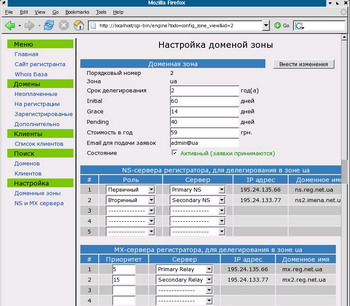 Mozilla Firefox
File Edit View Go Bookmarks Tools Help
http://localhost/cgi-bin/engine?todo=config_zone_view&id=2
Go
Меню
Главная
Сайт регистранта
Whois База
Домены
Неоплаченные
На регистрации
Зарегистрированые
Дополнительно
Клиенты
Список клиентов
Поиск
Доменов
Клиентов
Настройка
Доменные зоны
NS и MX сервера
Настройка доменой зоны
Доменная зона
Внести изменения
Порядковый номер 2
Зона ua
Срок делегирования 2 год(а)
Initial 60 дней
Grace 14 дней
Pending 40 дней
Стоимость в год 59 грн.
Email для подачи заявок admin@ua
Состояние Активный (заявки принимаются)
NS-сервера регистратора, для делегирования в зоне ua
# Роль Сервер IP адрес Доменное имя
1 Первичный Primary NS 195.24.135.66 ns.reg.net.ua
2 Вторичный Secondary NS 195.24.133.77 ns2.imena.net.ua
3 -------------- --------------
4 -------------- --------------
5 -------------- --------------
MX-сервера регистратора, для делегирования в зоне ua
# Приоритет Сервер IP адрес Доменное имя
1 5 Primary Relay 195.24.135.66 mx.reg.net.ua
2 15 Secondary Relay 195.24.133.77 mx2.reg.net.ua
3 --------------
4 --------------